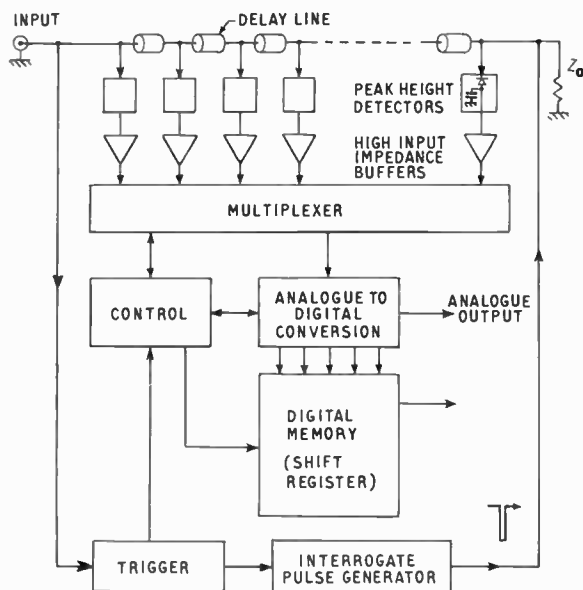 INPUT
DELAY LINE
Zo
PEAK HEIGHT
DETECTORS
HIGH INPUT
IMPEDANCE
BUFFERS
MULTIPLEXER
CONTROL
ANALOGUE TO
DIGITAL
CONVERSION
ANALOGUE
OUTPUT
DIGITAL
MEMORY
(SHIFT
REGISTER)
TRIGGER
INTERROGATE
PULSE GENERATOR